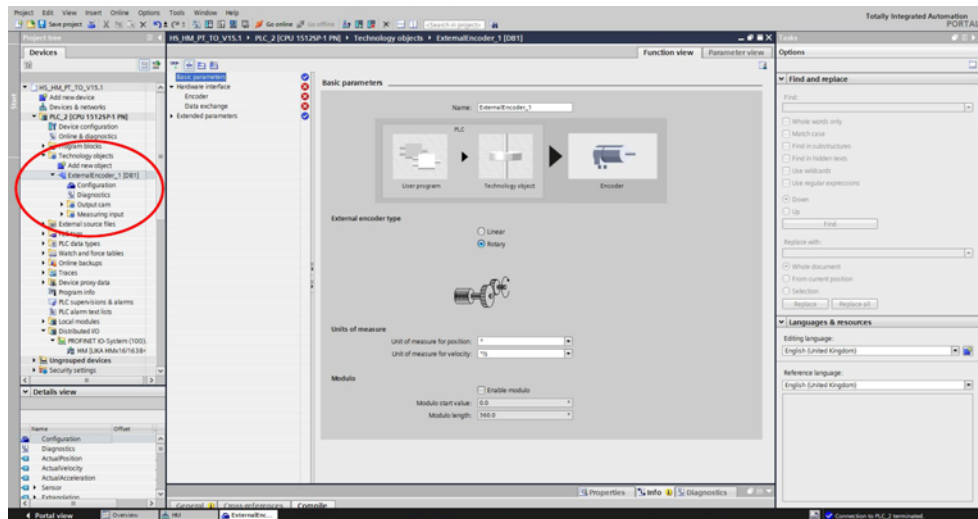 Project Edit View Insert Online Options Tools Window Help
Totally Integrated Automation
PORTAL
Save project Go online Go offline <Search in project>
Project tree
HS_HM_PT_TO_V15.1 PLC_2 [CPU 1512SP-1 PN] Technology objects ExternalEncoder_1 [DB1]
Tasks
Devices
Function view Parameter view
Options
Start
HS_HM_PT_TO_V15.1
Add new device
Devices & networks
PLC_2 [CPU 1512SP-1 PN]
Device configuration
Online & diagnostics
Program blocks
Technology objects
Add new object
ExternalEncoder_1 [DB1]
Configuration
Diagnostics
Output cam
Measuring input
External source files
PLC data types
Watch and force tables
Online backups
Traces
Device proxy data
Program info
PLC supervisions & alarms
PLC alarm text lists
Local modules
Distributed I/O
PROFINET IO-System (100)
HM [LIKA HMx16/1638
Ungrouped devices
Security settings
Details view
Name Offset
Configuration
Diagnostics
ActualPosition
ActualVelocity
ActualAcceleration
Sensor
Extrapolation
Basic parameters
Hardware interface
Encoder
Data exchange
Extended parameters
Basic parameters
Name: ExternalEncoder_1
PLC
User program Technology object Encoder
External encoder type
Linear
Rotary
Units of measure
Unit of measure for position: °
Unit of measure for velocity: °/s
Modulo
Enable modulo
Modulo start value: 0.0 °
Modulo length: 360.0 °
Properties Info Diagnostics
General Cross-references Compile
Find and replace
Find:
Whole words only
Match case
Find in substructures
Find in hidden texts
Use wildcards
Use regular expressions
Down
Up
Find
Replace with:
Whole document
From current position
Selection
Replace Replace all
Languages & resources
Editing language:
English (United Kingdom)
Reference language:
English (United Kingdom)
Portal view Overview HM ExternalEnc...
Connection to PLC_2 terminated.